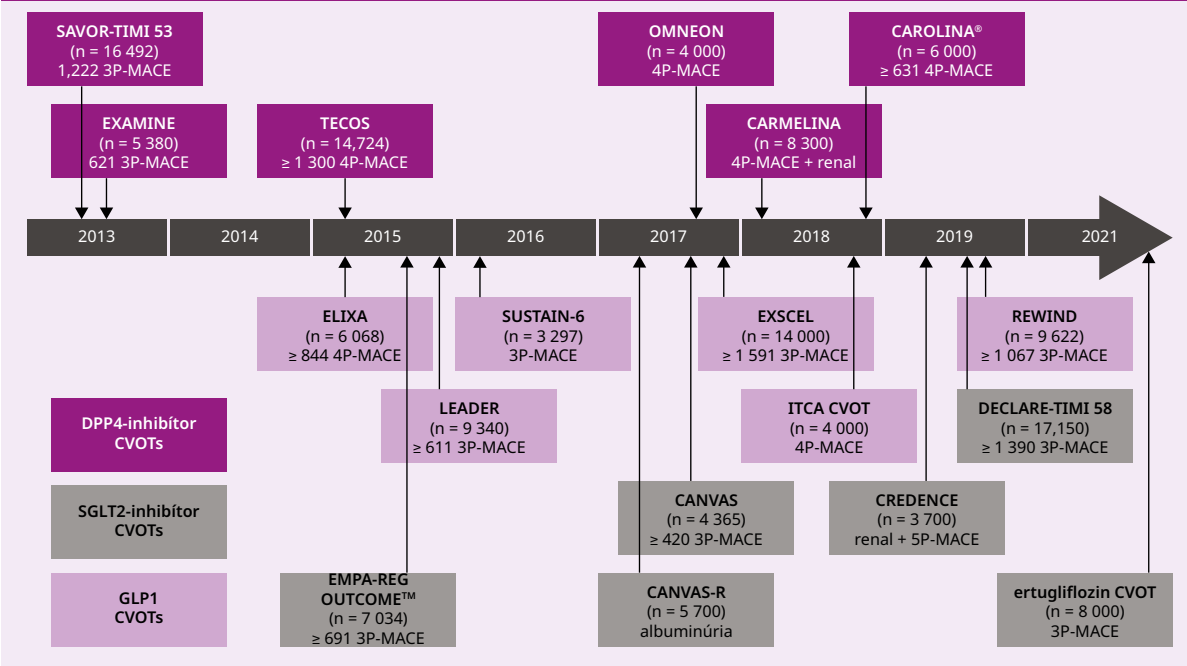 SAVOR-TIMI 53
(n = 16 492)
1,222 3P-MACE
OMNEON
(n = 4 000)
4P-MACE
CAROLINA®
(n = 6 000)
≥ 631 4P-MACE
EXAMINE
(n = 5 380)
621 3P-MACE
TECOS
(n = 14,724)
≥ 1 300 4P-MACE
CARMELINA
(n = 8 300)
4P-MACE + renal
2013
2014
2015
2016
2017
2018
2019
2021
ELIXA
(n = 6 068)
≥ 844 4P-MACE
SUSTAIN-6
(n = 3 297)
3P-MACE
EXSCEL
(n = 14 000)
≥ 1 591 3P-MACE
REWIND
(n = 9 622)
≥ 1 067 3P-MACE
LEADER
(n = 9 340)
≥ 611 3P-MACE
ITCA CVOT
(n = 4 000)
4P-MACE
DECLARE-TIMI 58
(n = 17,150)
≥ 1 390 3P-MACE
DPP4-inhibítor
CVOTs
SGLT2-inhibítor
CVOTs
CANVAS
(n = 4 365)
≥ 420 3P-MACE
CREDENCE
(n = 3 700)
renal + 5P-MACE
GLP1
CVOTs
EMPA-REG
OUTCOME™
(n = 7 034)
≥ 691 3P-MACE
CANVAS-R
(n = 5 700)
albuminúria
ertugliflozin CVOT
(n = 8 000)
3P-MACE